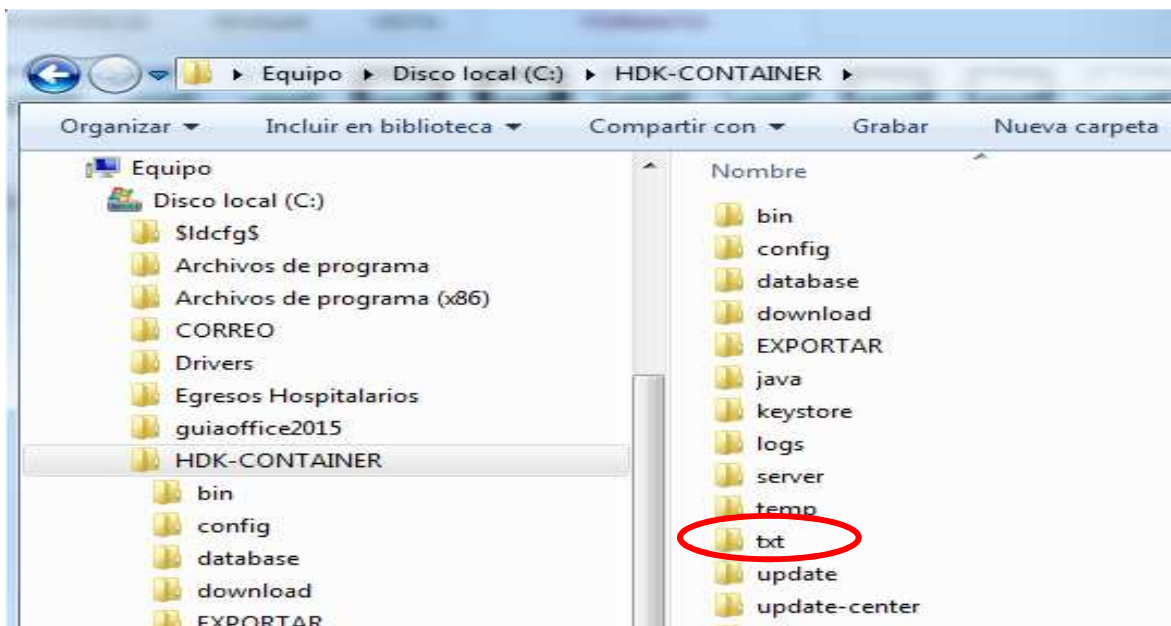 Equipo ▸ Disco local (C:) ▸ HDK-CONTAINER ▸
Organizar Incluir en biblioteca Compartir con Grabar Nueva carpeta
Equipo
Disco local (C:)
$ldcfg$
Archivos de programa
Archivos de programa (x86)
CORREO
Drivers
Egresos Hospitalarios
guiaoffice2015
HDK-CONTAINER
bin
config
database
download
EXPORTAR
Nombre
bin
config
database
download
EXPORTAR
java
keystore
logs
server
temp
txt
update
update-center